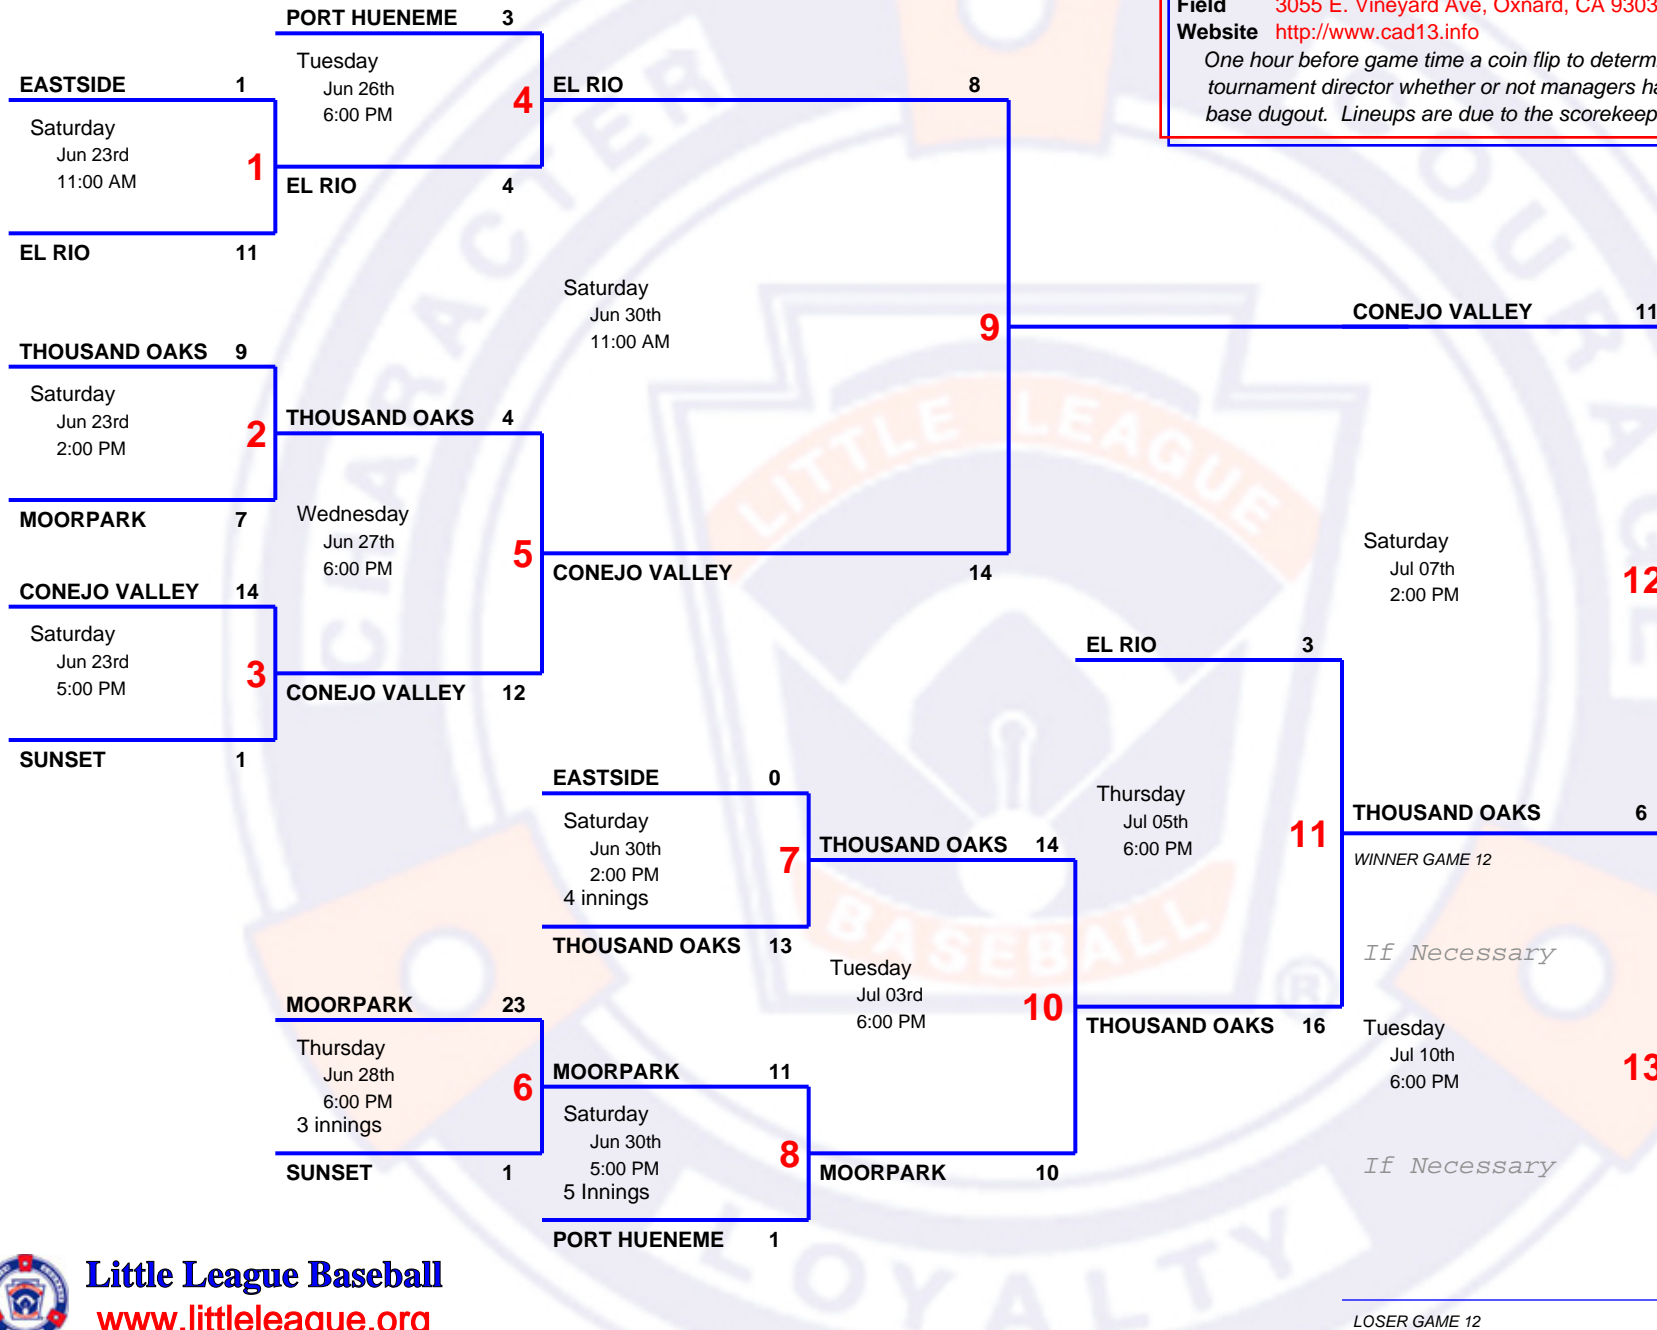 PORT HUENEME 3
Field 3055 E. Vineyard Ave, Oxnard, CA 9303
Website http://www.cad13.info
One hour before game time a coin flip to determ
tournament director whether or not managers ha
base dugout. Lineups are due to the scorekeep
Tuesday
Jun 26th
6:00 PM
4
EASTSIDE 1
EL RIO 8
Saturday
Jun 23rd
11:00 AM
1
EL RIO 4
EL RIO 11
Saturday
Jun 30th
11:00 AM
9
CONEJO VALLEY 11
THOUSAND OAKS 9
Saturday
Jun 23rd
2:00 PM
2
THOUSAND OAKS 4
MOORPARK 7
Wednesday
Jun 27th
6:00 PM
5
CONEJO VALLEY 14
CONEJO VALLEY 14
Saturday
Jun 23rd
5:00 PM
3
CONEJO VALLEY 12
SUNSET 1
Saturday
Jul 07th
2:00 PM
12
EL RIO 3
EASTSIDE 0
Saturday
Jun 30th
2:00 PM
4 innings
7
THOUSAND OAKS 14
THOUSAND OAKS 13
Thursday
Jul 05th
6:00 PM
11
THOUSAND OAKS 6
WINNER GAME 12
If Necessary
Tuesday
Jul 03rd
6:00 PM
10
THOUSAND OAKS 16
MOORPARK 23
Thursday
Jun 28th
6:00 PM
3 innings
6
MOORPARK 11
SUNSET 1
Saturday
Jun 30th
5:00 PM
5 Innings
8
MOORPARK 10
PORT HUENEME 1
Tuesday
Jul 10th
6:00 PM
13
If Necessary
Little League Baseball
www.littleleague.org
LOSER GAME 12
CHARACTER
COURAGE
LOYALTY
LITTLE LEAGUE
BASEBALL
®